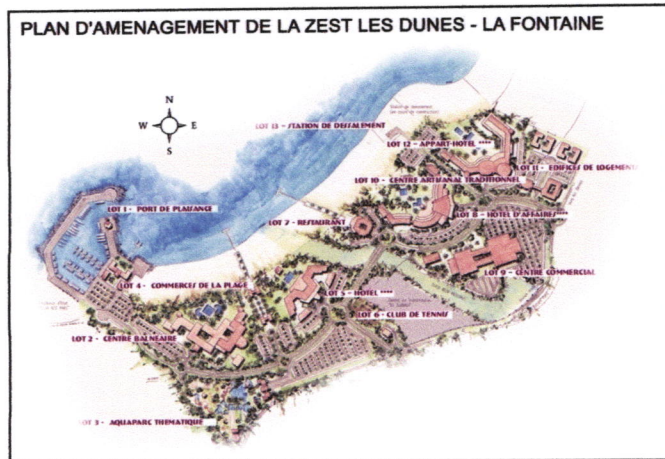 PLAN D'AMENAGEMENT DE LA ZEST LES DUNES - LA FONTAINE
N
W E
S
LOT 13 - STATION DE DESSALEMENT
LOT 12 - APPART-HOTEL ****
LOT 11 - EDIFICES DE LOGEMENT
LOT 10 - CENTRE ARTISANAL TRADITIONNEL
LOT 1 - PORT DE PLAISANCE
LOT 7 - RESTAURANT
LOT 8 - HOTEL D'AFFAIRES ****
LOT 9 - CENTRE COMMERCIAL
LOT 4 - COMMERCES DE LA PLAGE
LOT 5 - HOTEL ****
LOT 6 - CLUB DE TENNIS
LOT 2 - CENTRE BALNEAIRE
LOT 3 - AQUAPARC THEMATIQUE